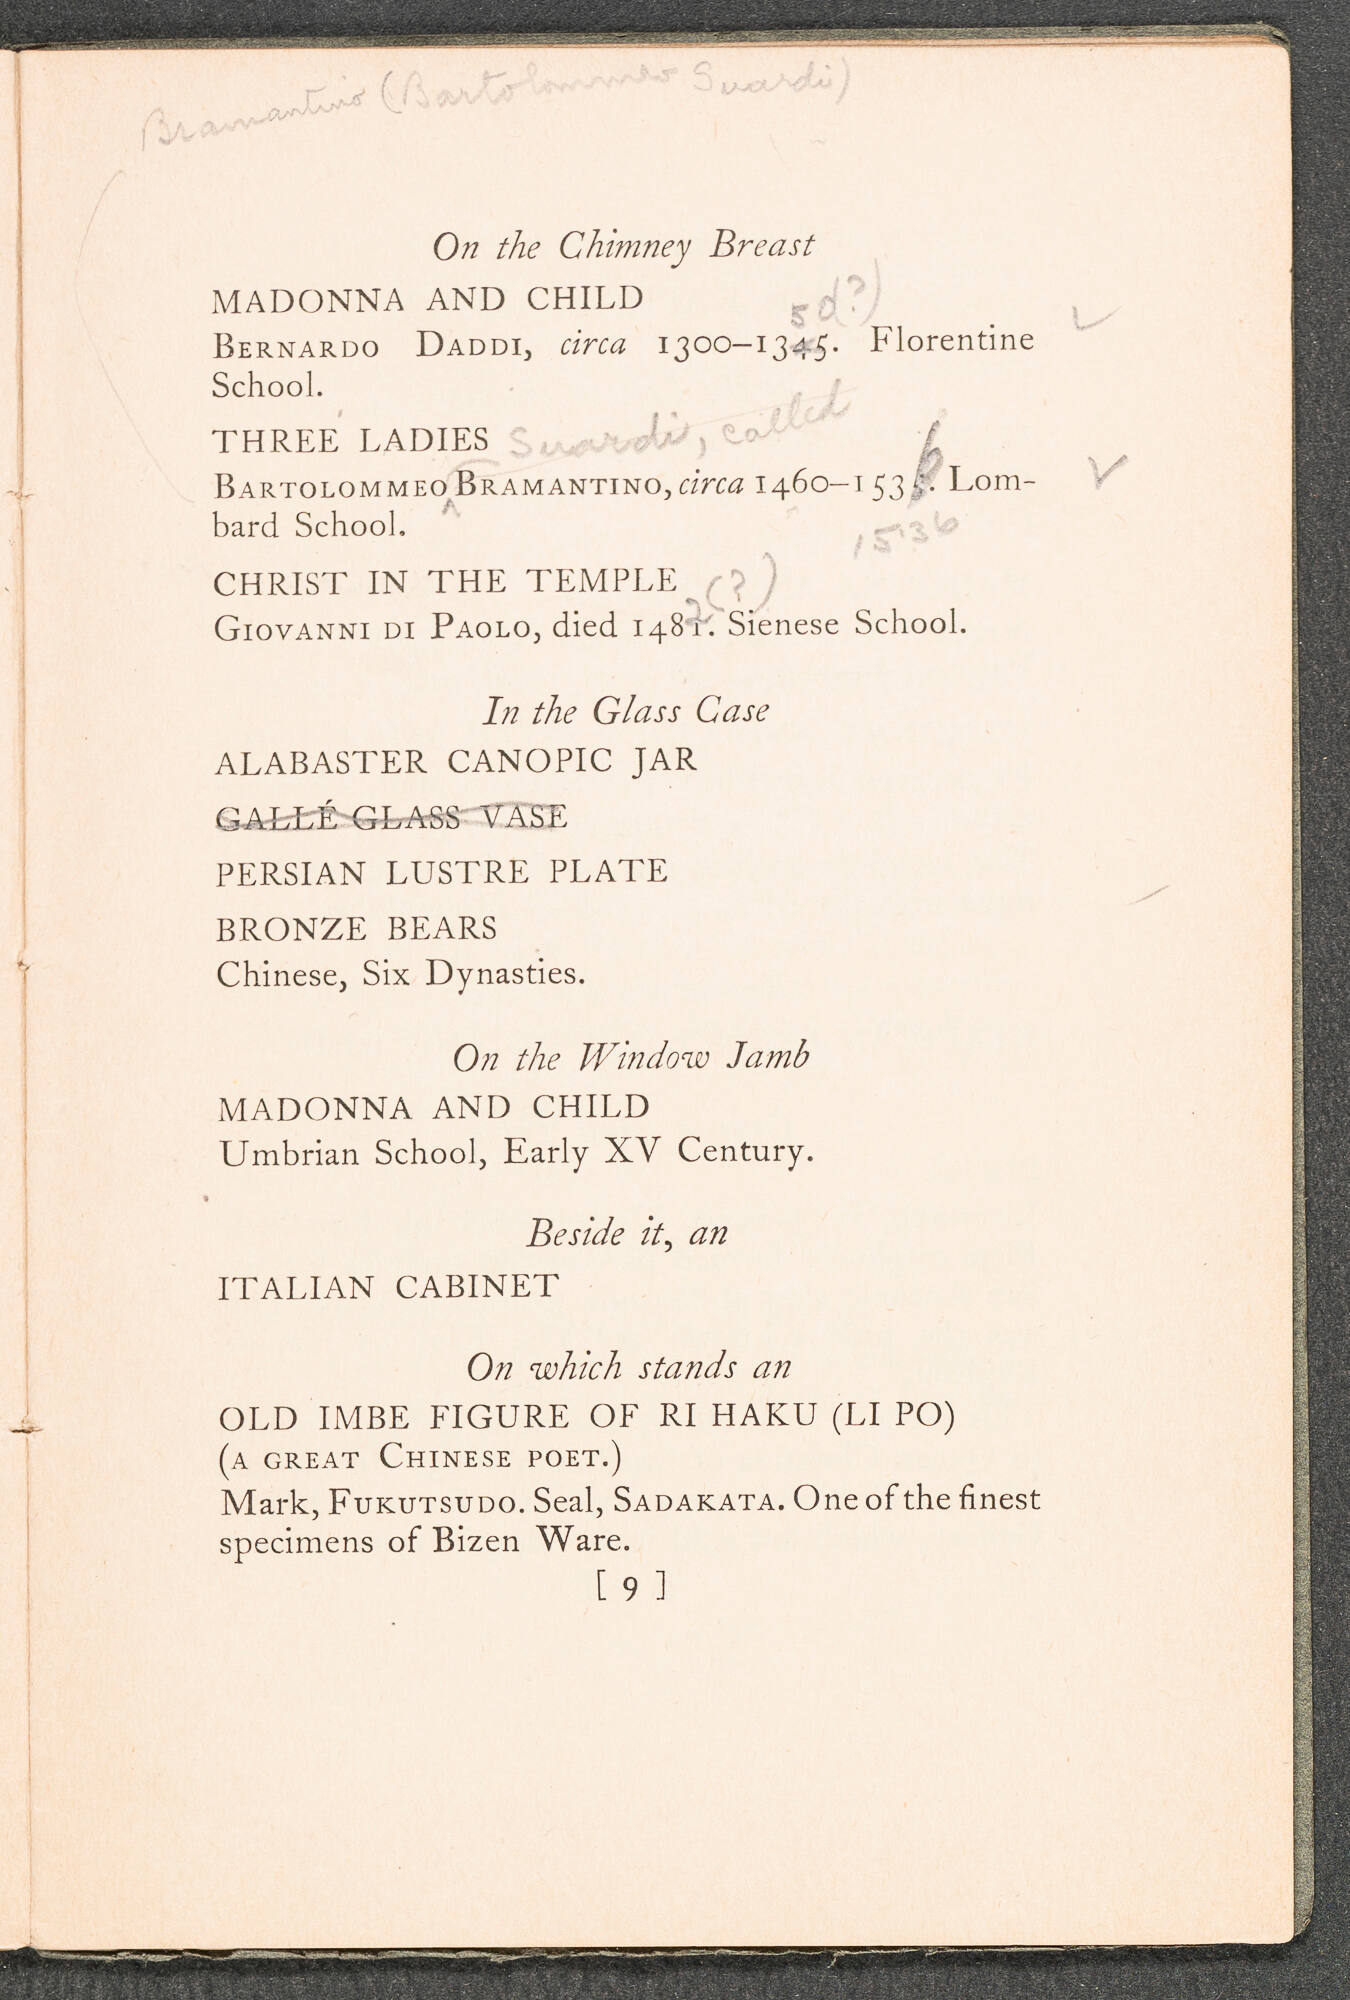 Bramantino (Bartolommeo Suardi)
On the Chimney Breast
MADONNA AND CHILD
5 d(?)
BERNARDO DADDI, circa 1300–1345. Florentine
School.
THREE LADIES Suardi, called
BARTOLOMMEO BRAMANTINO, circa 1460–1536. Lom-
bard School.
1536
CHRIST IN THE TEMPLE
2(?)
GIOVANNI DI PAOLO, died 1481. Sienese School.
In the Glass Case
ALABASTER CANOPIC JAR
GALLÉ GLASS VASE
PERSIAN LUSTRE PLATE
BRONZE BEARS
Chinese, Six Dynasties.
On the Window Jamb
MADONNA AND CHILD
Umbrian School, Early XV Century.
Beside it, an
ITALIAN CABINET
On which stands an
OLD IMBE FIGURE OF RI HAKU (LI PO)
(A GREAT CHINESE POET.)
Mark, FUKUTSUDO. Seal, SADAKATA. One of the finest
specimens of Bizen Ware.
[ 9 ]